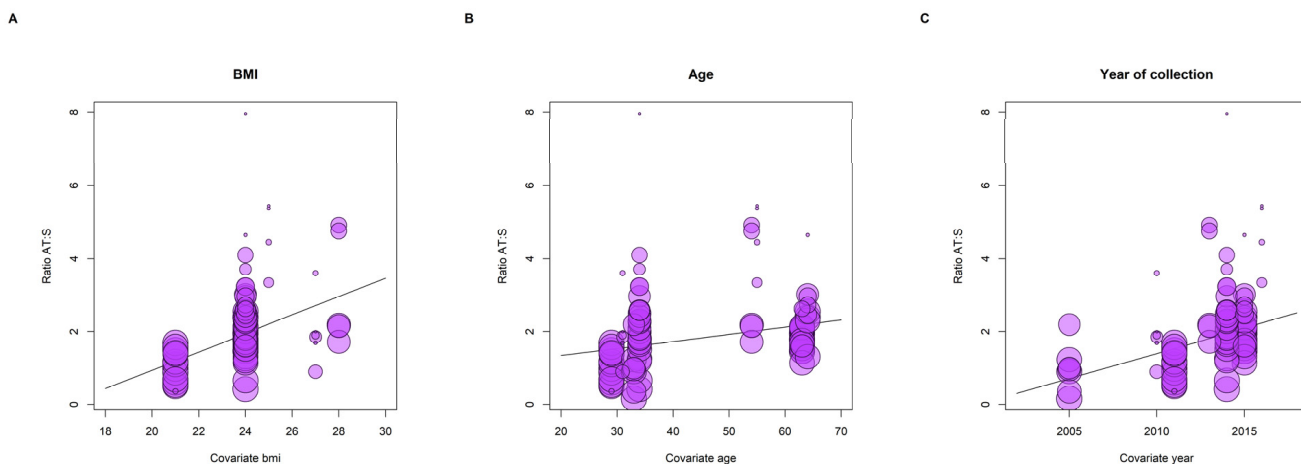 A
B
C
BMI
Age
Year of collection
Ratio AT:S
8
6
4
2
0
18 20 22 24 26 28 30
Covariate bmi
Ratio AT:S
8
6
4
2
0
20 30 40 50 60 70
Covariate age
Ratio AT:S
8
6
4
2
0
2005 2010 2015
Covariate year